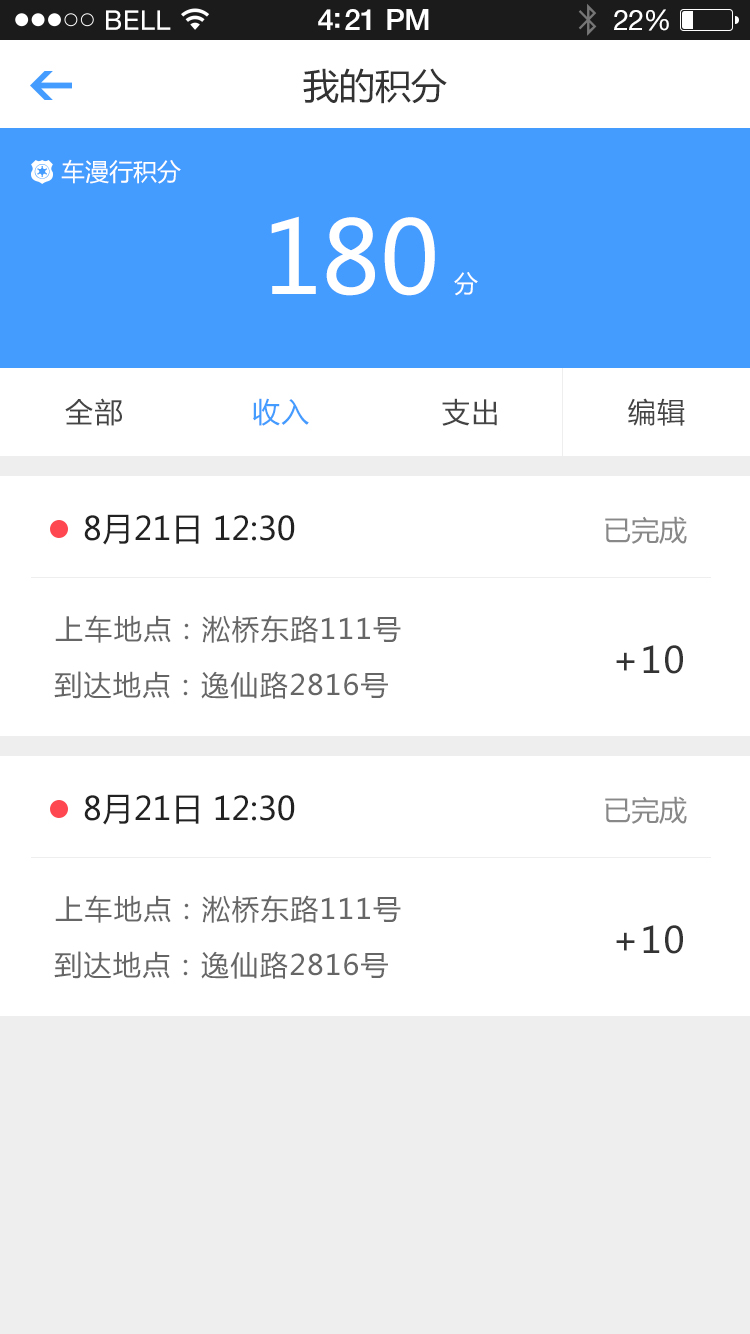 BELL 4:21 PM 22%
我的积分
车漫行积分
180 分
全部 收入 支出 编辑
8月21日 12:30 已完成
上车地点：淞桥东路111号
+10
到达地点：逸仙路2816号
8月21日 12:30 已完成
上车地点：淞桥东路111号
+10
到达地点：逸仙路2816号